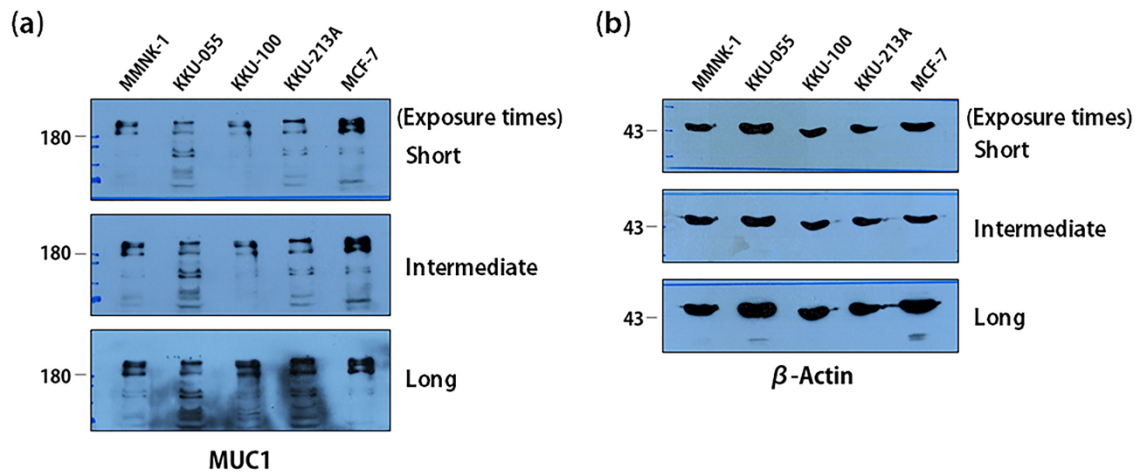 (a)
MMNK-1 KKU-055 KKU-100 KKU-213A MCF-7
180
(Exposure times)
Short
180
Intermediate
180
Long
MUC1
(b)
MMNK-1 KKU-055 KKU-100 KKU-213A MCF-7
43
(Exposure times)
Short
43
Intermediate
43
Long
β-Actin